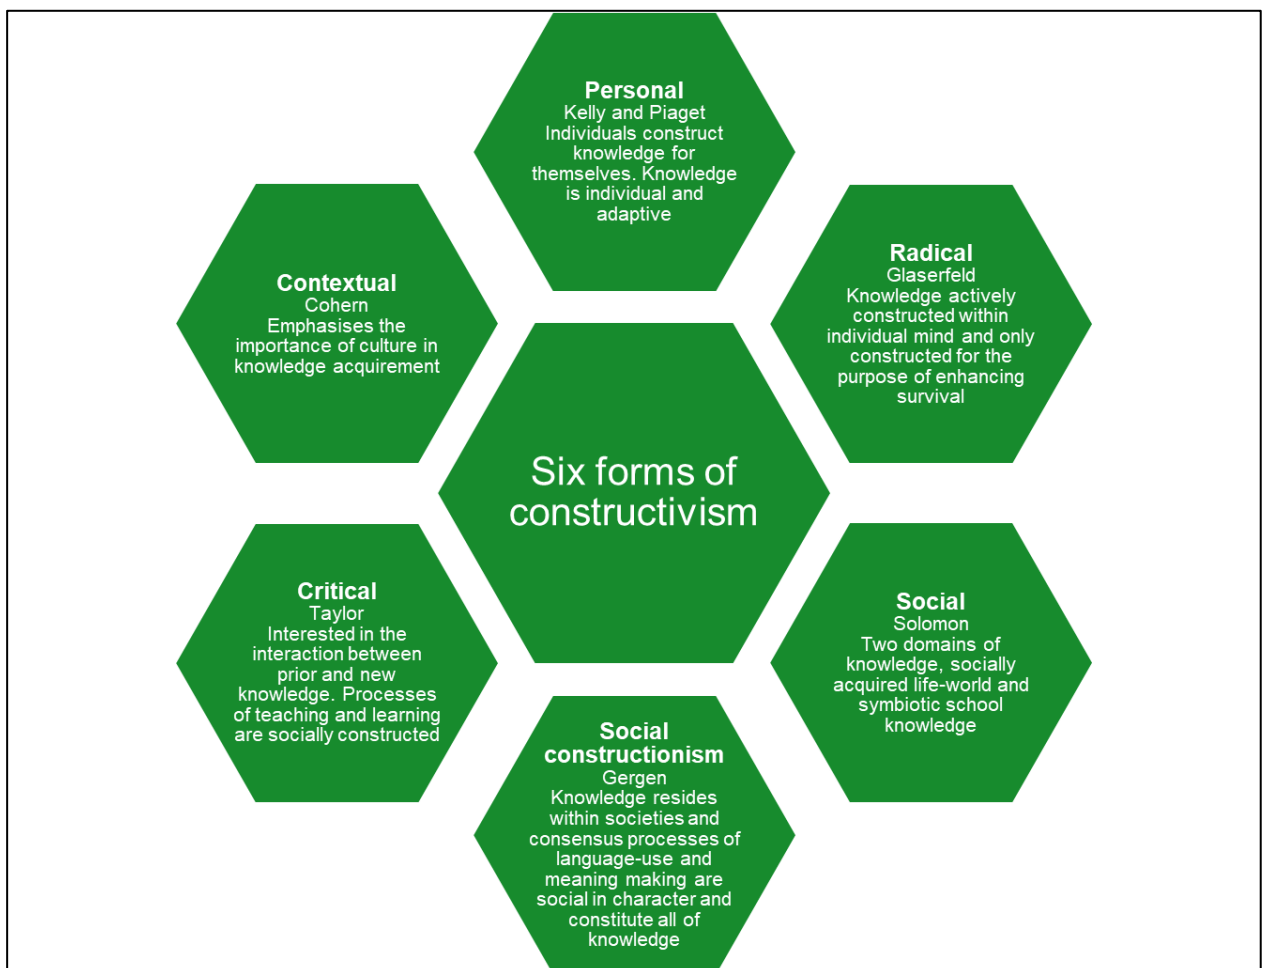 Personal
Kelly and Piaget
Individuals construct
knowledge for
themselves. Knowledge
is individual and
adaptive
Radical
Glaserfeld
Knowledge actively
constructed within
individual mind and only
constructed for the
purpose of enhancing
survival
Social
Solomon
Two domains of
knowledge, socially
acquired life-world and
symbiotic school
knowledge
Social
constructionism
Gergen
Knowledge resides
within societies and
consensus processes of
language-use and
meaning making are
social in character and
constitute all of
knowledge
Critical
Taylor
Interested in the
interaction between
prior and new
knowledge. Processes
of teaching and learning
are socially constructed
Contextual
Cohern
Emphasises the
importance of culture in
knowledge acquirement
Six forms of
constructivism